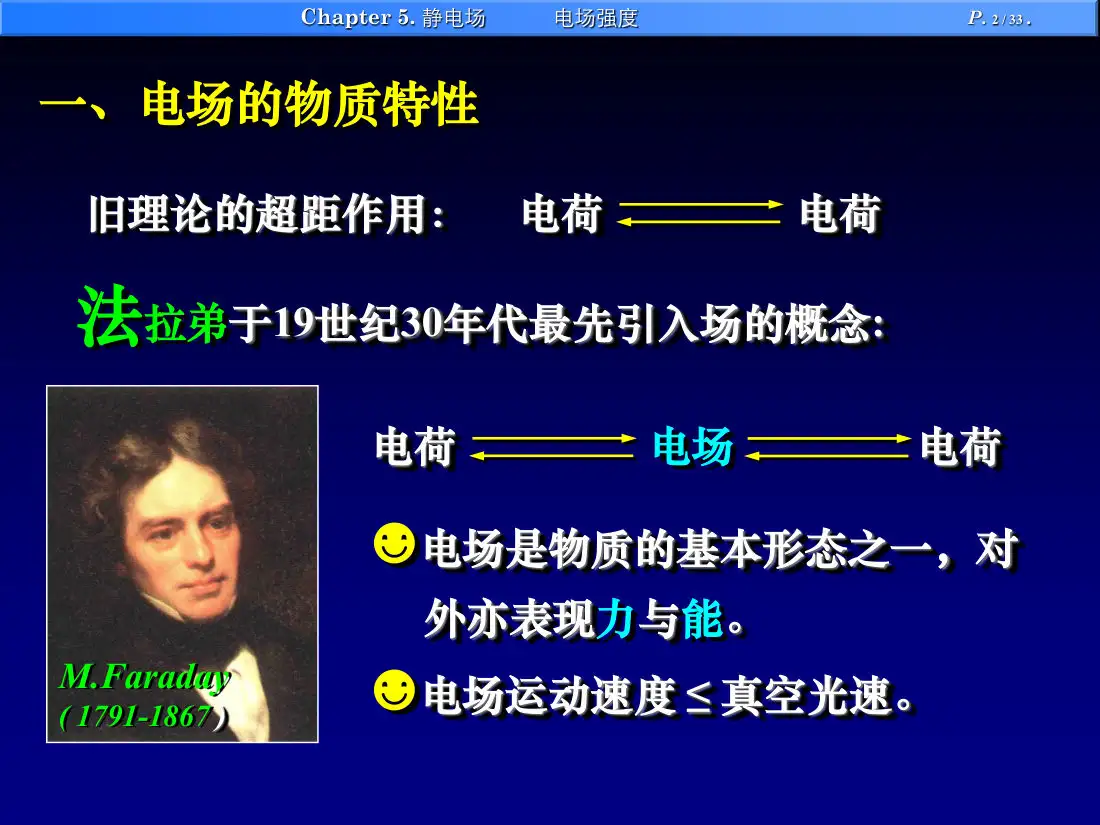 Chapter 5. 静电场 电场强度 P. 2 / 33 .
一、电场的物质特性
旧理论的超距作用： 电荷 电荷
法拉弟于19世纪30年代最先引入场的概念:
电荷 电场 电荷
电场是物质的基本形态之一，对
外亦表现力与能。
电场运动速度 ≤ 真空光速。
M.Faraday
( 1791-1867 )